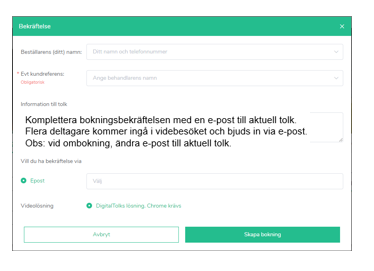 Bekräftelse
Beställarens (ditt) namn:
Ditt namn och telefonnummer
* Evt kundreferens:
Obligatorisk
Ange behandlarens namn
Information till tolk
Komplettera bokningsbekräftelsen med en e-post till aktuell tolk.
Flera deltagare kommer ingå i videbesöket och bjuds in via e-post.
Obs: vid ombokning, ändra e-post till aktuell tolk.
Vill du ha bekräftelse via
Epost
Välj
Videolösning
DigitalTolks lösning, Chrome krävs
Avbryt
Skapa bokning